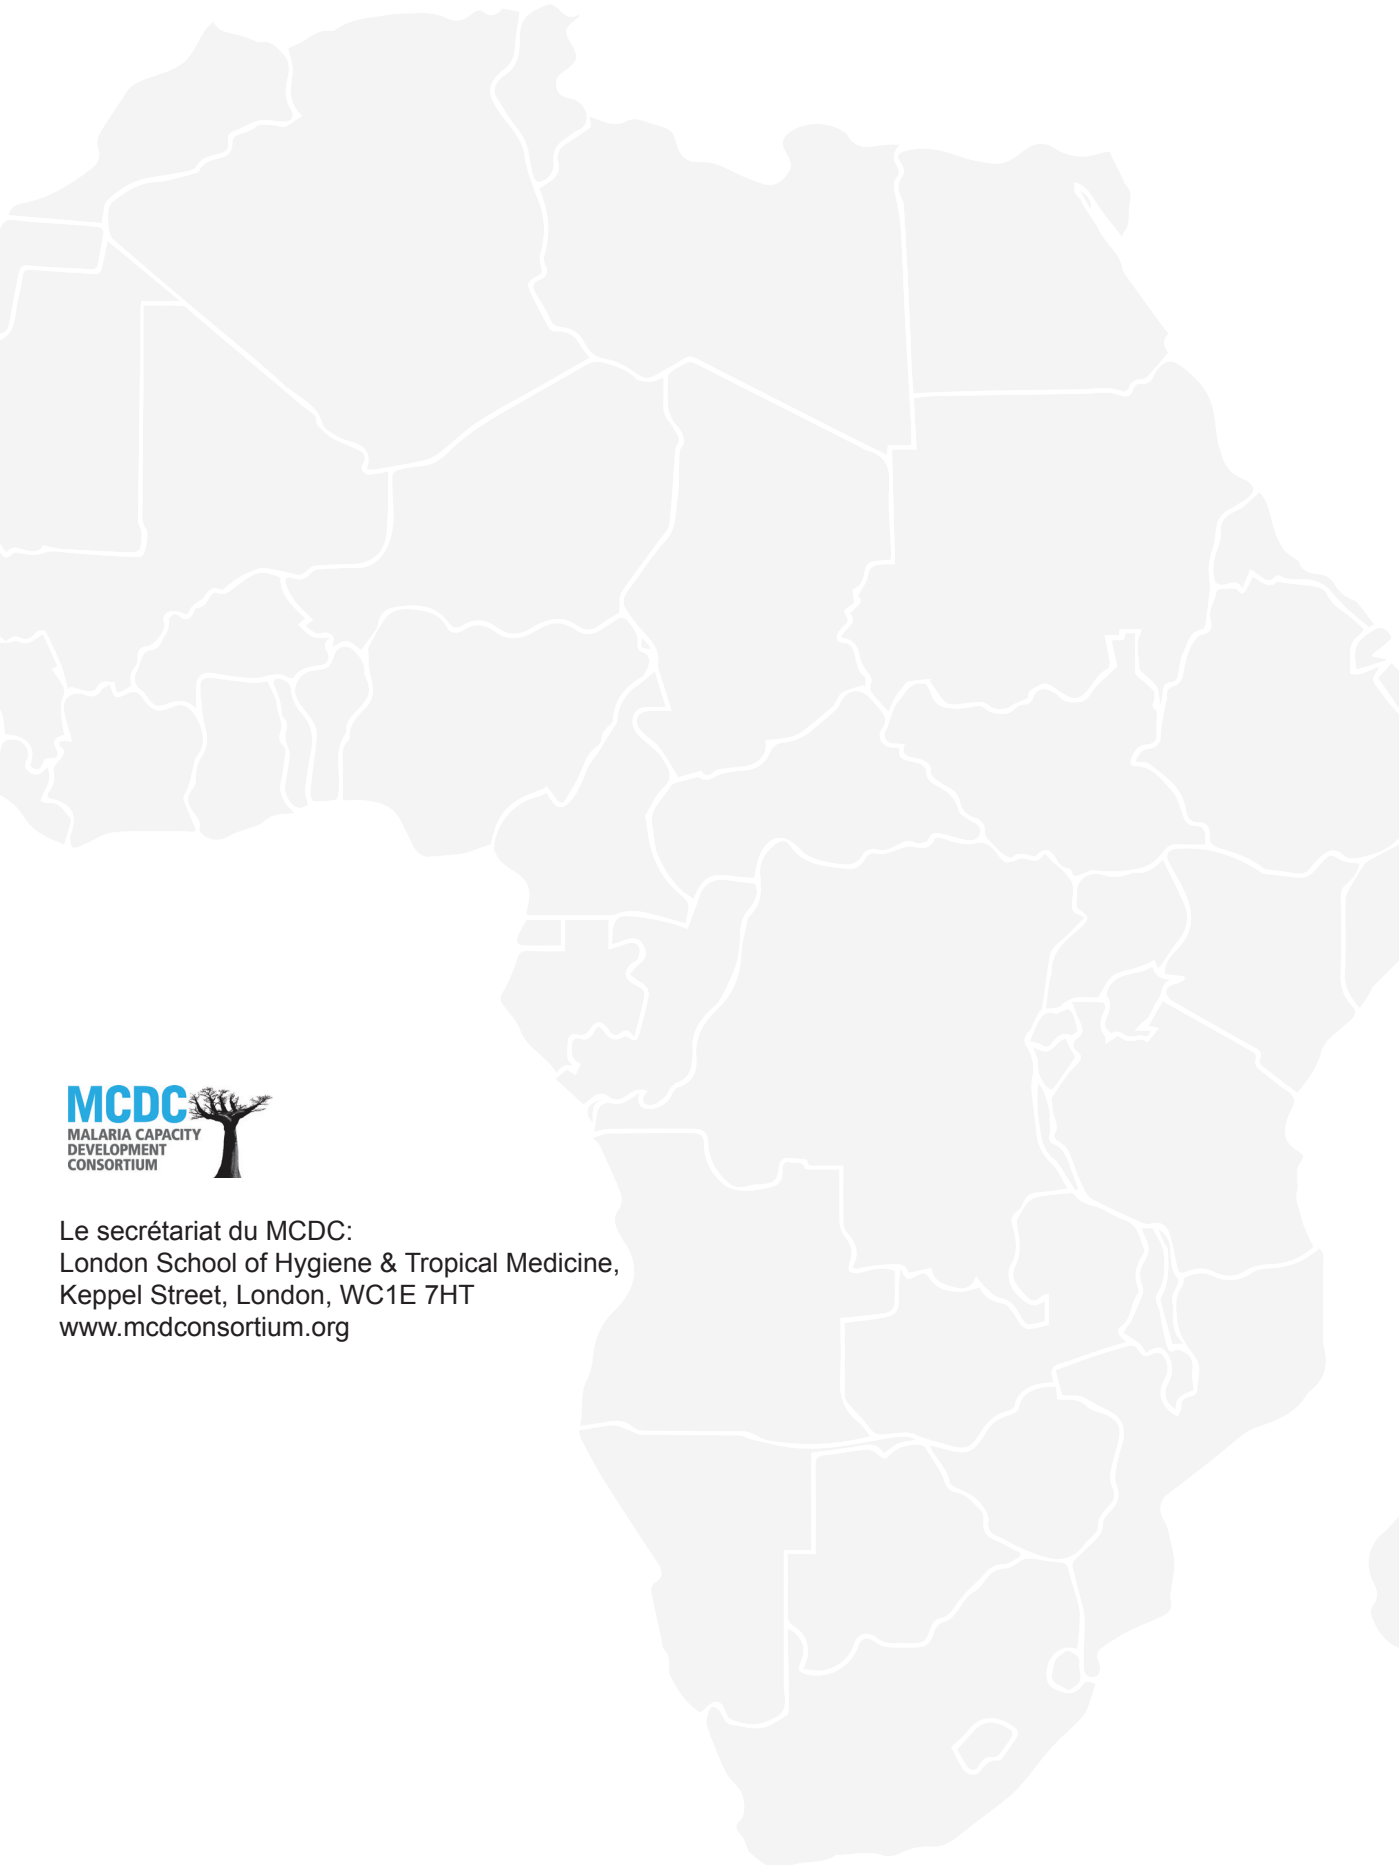 MCDC
MALARIA CAPACITY
DEVELOPMENT
CONSORTIUM
Le secrétariat du MCDC:
London School of Hygiene & Tropical Medicine,
Keppel Street, London, WC1E 7HT
www.mcdconsortium.org